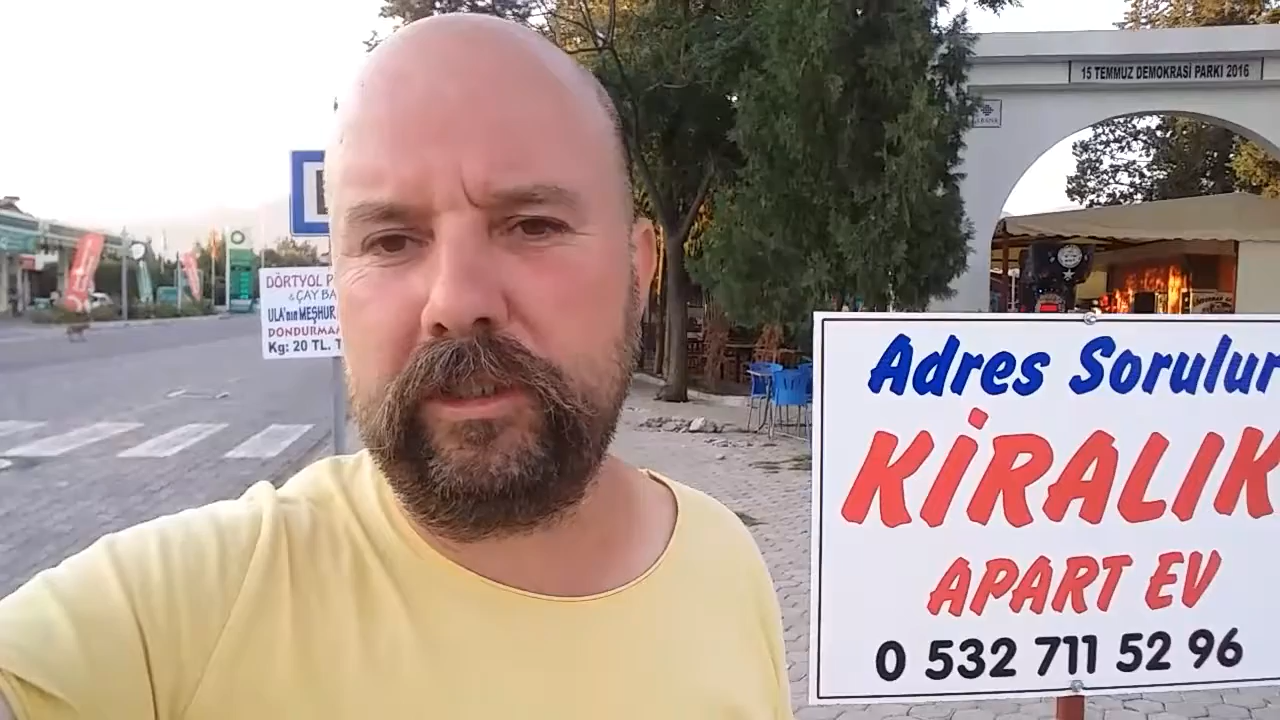 15 TEMMUZ DEMOKRASİ PARKI 2016
DÖRTYOL P
& ÇAY BA
ULA'nın MEŞHUR
DONDURMA
Kg: 20 TL. T
Adres Sorulur
KİRALIK
APART EV
0 532 711 52 96